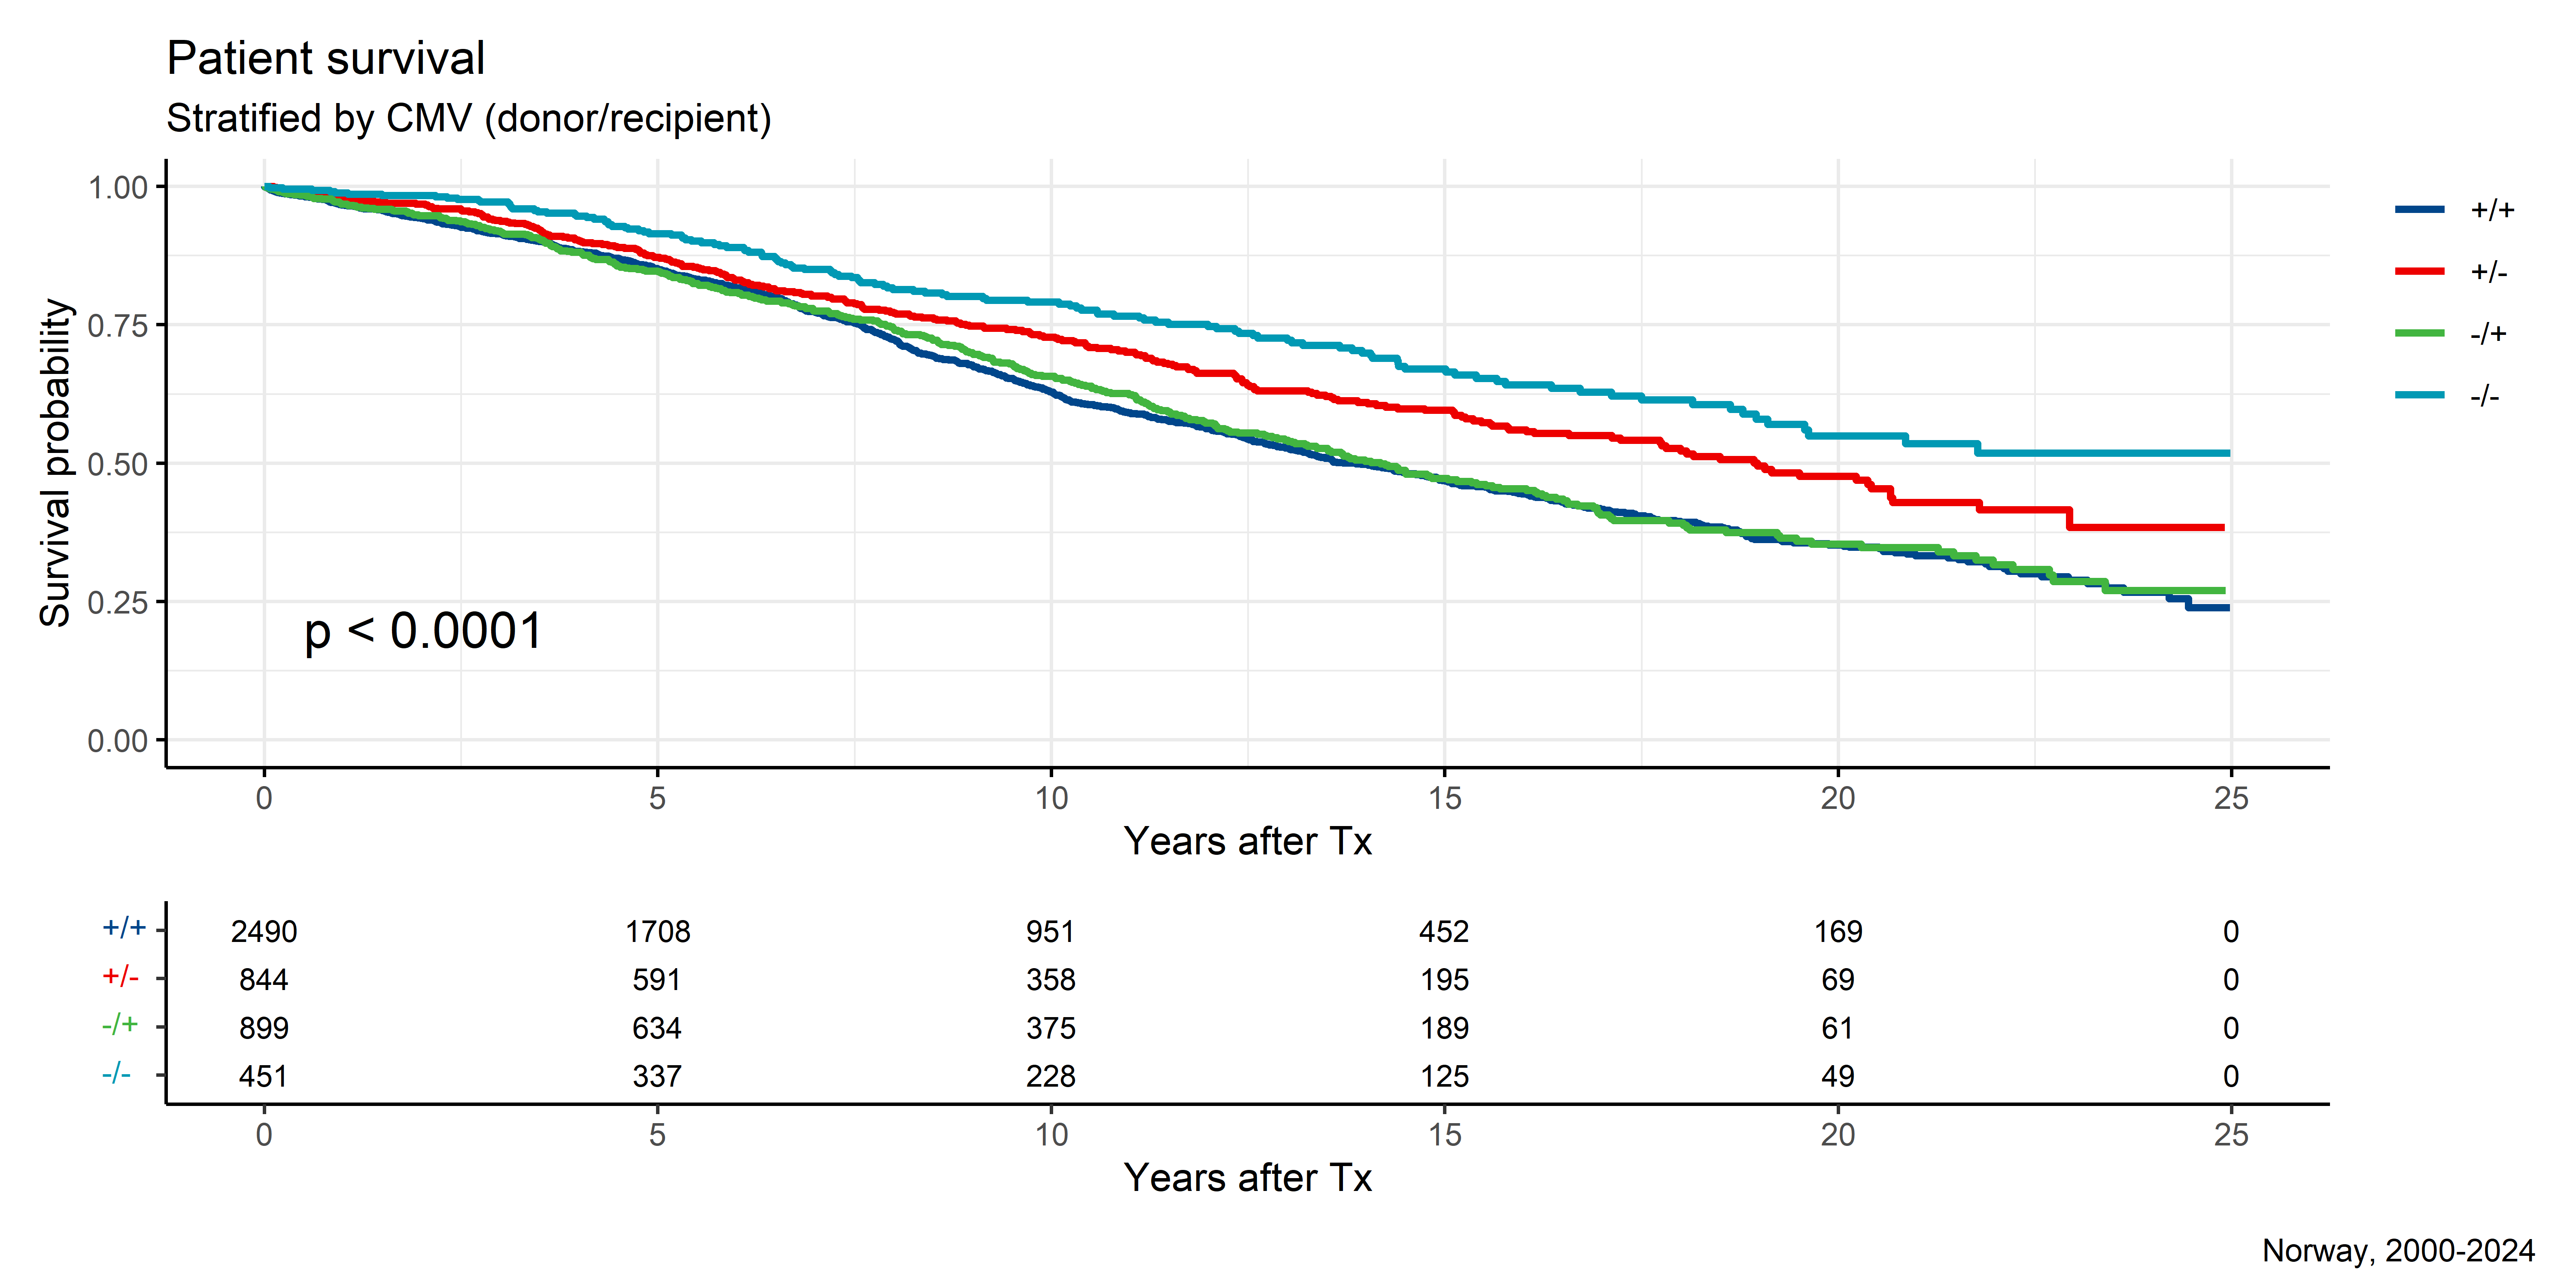 Patient survival
Stratified by CMV (donor/recipient)
Survival probability
1.00
0.75
0.50
0.25
0.00
p < 0.0001
+/+
+/-
-/+
-/-
0 5 10 15 20 25
Years after Tx
+/+ 2490 1708 951 452 169 0
+/- 844 591 358 195 69 0
-/+ 899 634 375 189 61 0
-/- 451 337 228 125 49 0
0 5 10 15 20 25
Years after Tx
Norway, 2000-2024